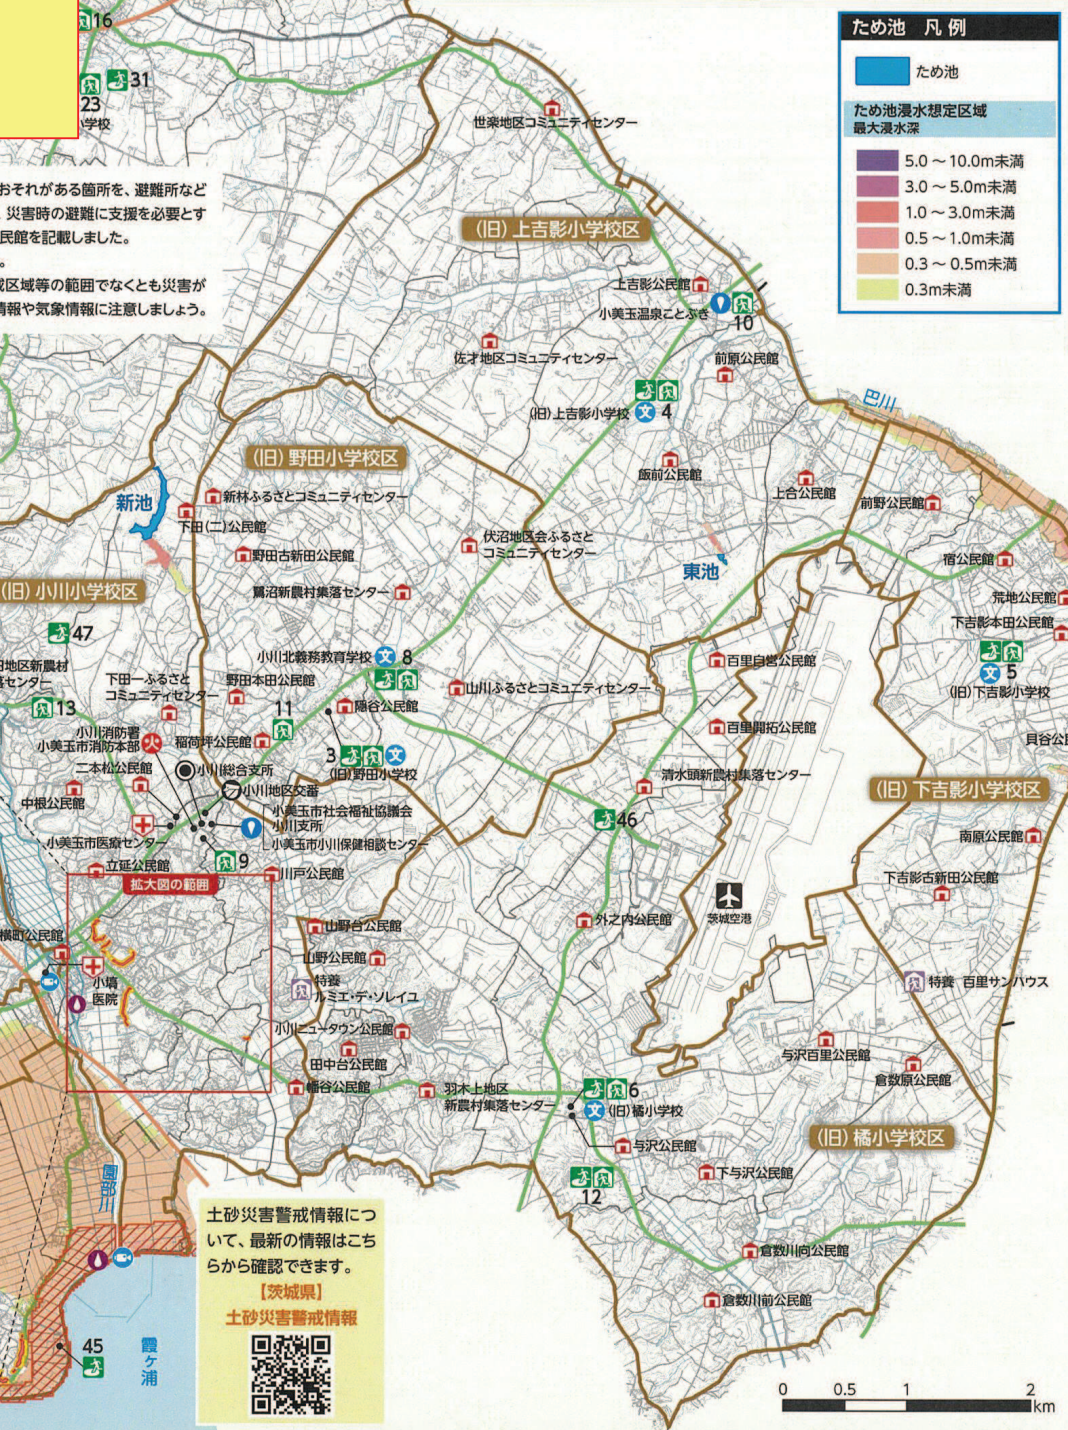 16
31
23
学校
おそれがある箇所を、避難所など
災害時の避難に支援を必要とす
民館を記載しました。
区域等の範囲でなくとも災害が
情報や気象情報に注意しましょう。
ため池 凡例
ため池
ため池浸水想定区域
最大浸水深
5.0～10.0m未満
3.0～5.0m未満
1.0～3.0m未満
0.5～1.0m未満
0.3～0.5m未満
0.3m未満
世楽地区コミュニティセンター
(旧)上吉影小学校区
上吉影公民館
小美玉温泉ことぶき
10
佐才地区コミュニティセンター
前原公民館
(旧)上吉影小学校
文
4
巴川
(旧)野田小学校区
飯前公民館
上合公民館
前野公民館
新池
新林ふるさとコミュニティセンター
下田(二)公民館
野田古新田公民館
伏沼地区会ふるさと
コミュニティセンター
東池
宿公民館
鷺沼新農村集落センター
(旧)小川小学校区
荒地公民館
下吉影本田公民館
47
小川北義務教育学校
文
8
百里自営公民館
文
5
(旧)下吉影小学校
田地区新農村
落センター
下田一ふるさと
コミュニティセンター
野田本田公民館
山川ふるさとコミュニティセンター
13
11
隠谷公民館
百里開拓公民館
貝谷公
小川消防署
小美玉市消防本部
火
稲荷坪公民館
3
文
(旧)野田小学校
二本松公民館
小川総合支所
清水頭新農村集落センター
中根公民館
小川地区交番
(旧)下吉影小学校区
小美玉市社会福祉協議会
小川支所
小美玉市小川保健相談センター
46
小美玉市医療センター
南原公民館
9
立延公民館
川戸公民館
下吉影古新田公民館
拡大図の範囲
茨城空港
外之内公民館
横町公民館
山野台公民館
山野公民館
小塙
医院
特養
ルミエ・デ・ソレイユ
特養 百里サンハウス
小川ニュータウン公民館
田中台公民館
与沢百里公民館
倉数原公民館
幡谷公民館
羽木上地区
新農村集落センター
6
文
(旧)橘小学校
(旧)橘小学校区
与沢公民館
下与沢公民館
12
園部川
土砂災害警戒情報につ
いて、最新の情報はこち
らから確認できます。
【茨城県】
土砂災害警戒情報
倉数川向公民館
倉数川前公民館
45
霞ヶ浦
0 0.5 1 2
km